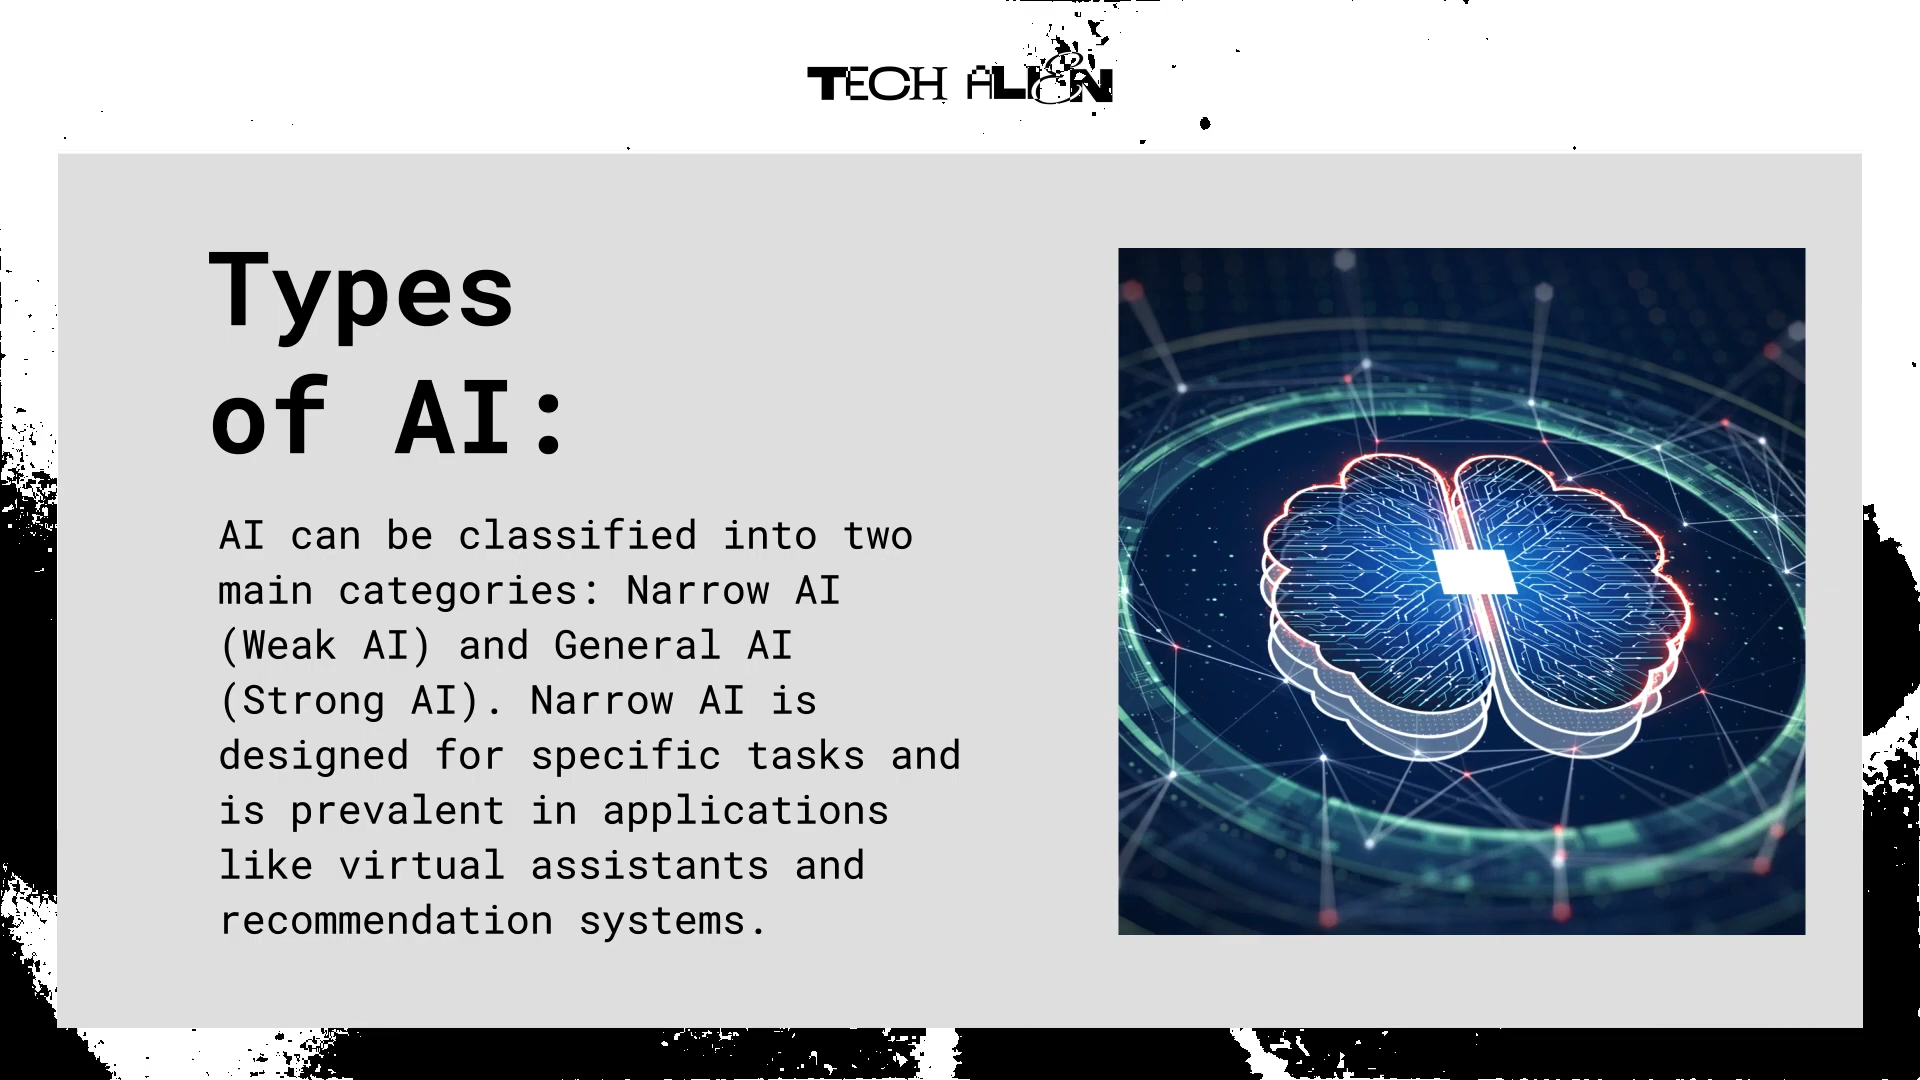 TECH ALIEN
Types
of AI:
AI can be classified into two
main categories: Narrow AI
(Weak AI) and General AI
(Strong AI). Narrow AI is
designed for specific tasks and
is prevalent in applications
like virtual assistants and
recommendation systems.